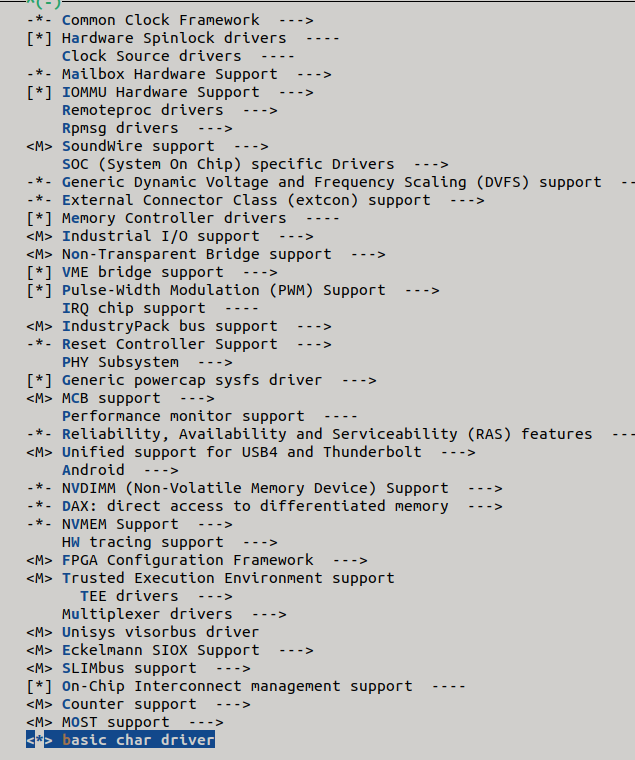 ^(-)
-*- Common Clock Framework  --->
[*] Hardware Spinlock drivers  ----
    Clock Source drivers  ----
-*- Mailbox Hardware Support  --->
[*] IOMMU Hardware Support  --->
    Remoteproc drivers  --->
    Rpmsg drivers  --->
<M> SoundWire support  --->
    SOC (System On Chip) specific Drivers  --->
-*- Generic Dynamic Voltage and Frequency Scaling (DVFS) support  --
-*- External Connector Class (extcon) support  --->
[*] Memory Controller drivers  ----
<M> Industrial I/O support  --->
<M> Non-Transparent Bridge support  --->
[*] VME bridge support  --->
[*] Pulse-Width Modulation (PWM) Support  --->
    IRQ chip support  ----
<M> IndustryPack bus support  --->
-*- Reset Controller Support  --->
    PHY Subsystem  --->
[*] Generic powercap sysfs driver  --->
<M> MCB support  --->
    Performance monitor support  ----
-*- Reliability, Availability and Serviceability (RAS) features  ---
<M> Unified support for USB4 and Thunderbolt  --->
    Android  --->
-*- NVDIMM (Non-Volatile Memory Device) Support  --->
-*- DAX: direct access to differentiated memory  --->
-*- NVMEM Support  --->
    HW tracing support  --->
<M> FPGA Configuration Framework  --->
<M> Trusted Execution Environment support
      TEE drivers  --->
    Multiplexer drivers  --->
<M> Unisys visorbus driver
<M> Eckelmann SIOX Support  --->
<M> SLIMbus support  --->
[*] On-Chip Interconnect management support  ----
<M> Counter support  --->
<M> MOST support  --->
<*> basic char driver